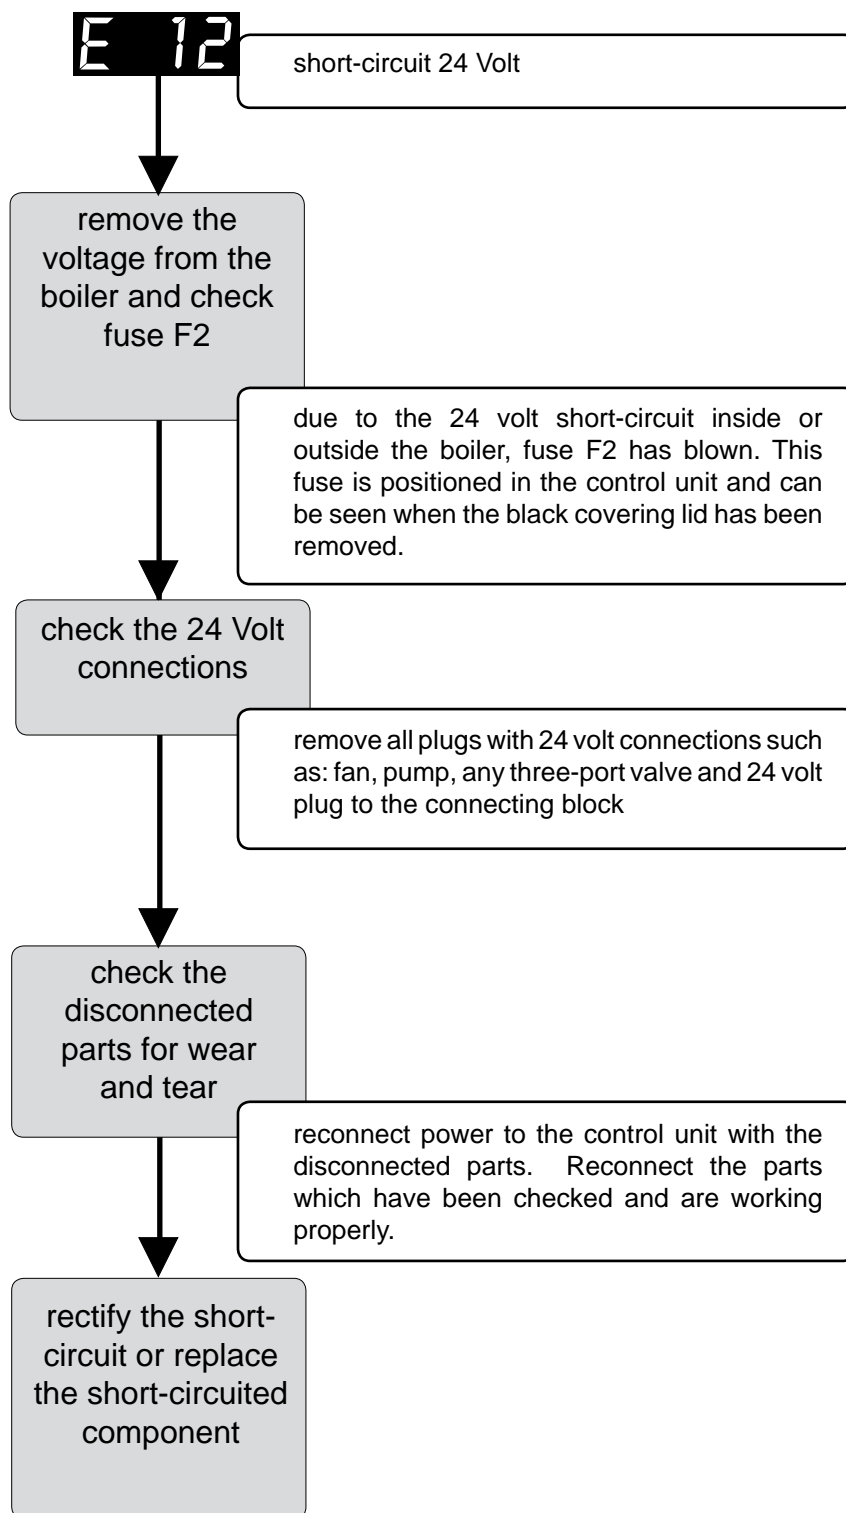 E 12
short-circuit 24 Volt
remove the
voltage from the
boiler and check
fuse F2
due to the 24 volt short-circuit inside or
outside the boiler, fuse F2 has blown. This
fuse is positioned in the control unit and can
be seen when the black covering lid has been
removed.
check the 24 Volt
connections
remove all plugs with 24 volt connections such
as: fan, pump, any three-port valve and 24 volt
plug to the connecting block
check the
disconnected
parts for wear
and tear
reconnect power to the control unit with the
disconnected parts. Reconnect the parts
which have been checked and are working
properly.
rectify the short-
circuit or replace
the short-circuited
component